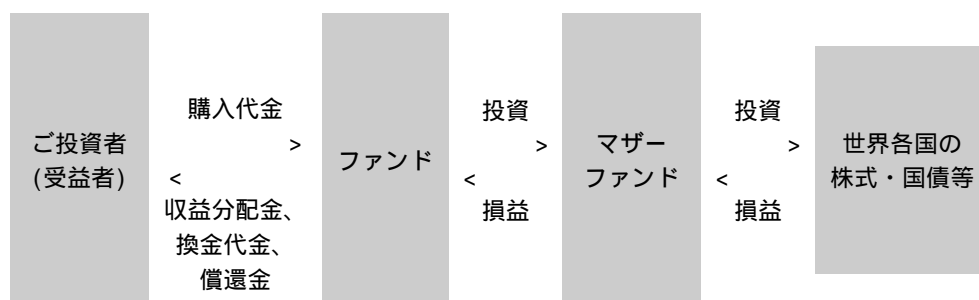 ご投資者
(受益者)
購入代金
>
<
収益分配金、
換金代金、
償還金
ファンド
投資
>
<
損益
マザー
ファンド
投資
>
<
損益
世界各国の
株式・国債等